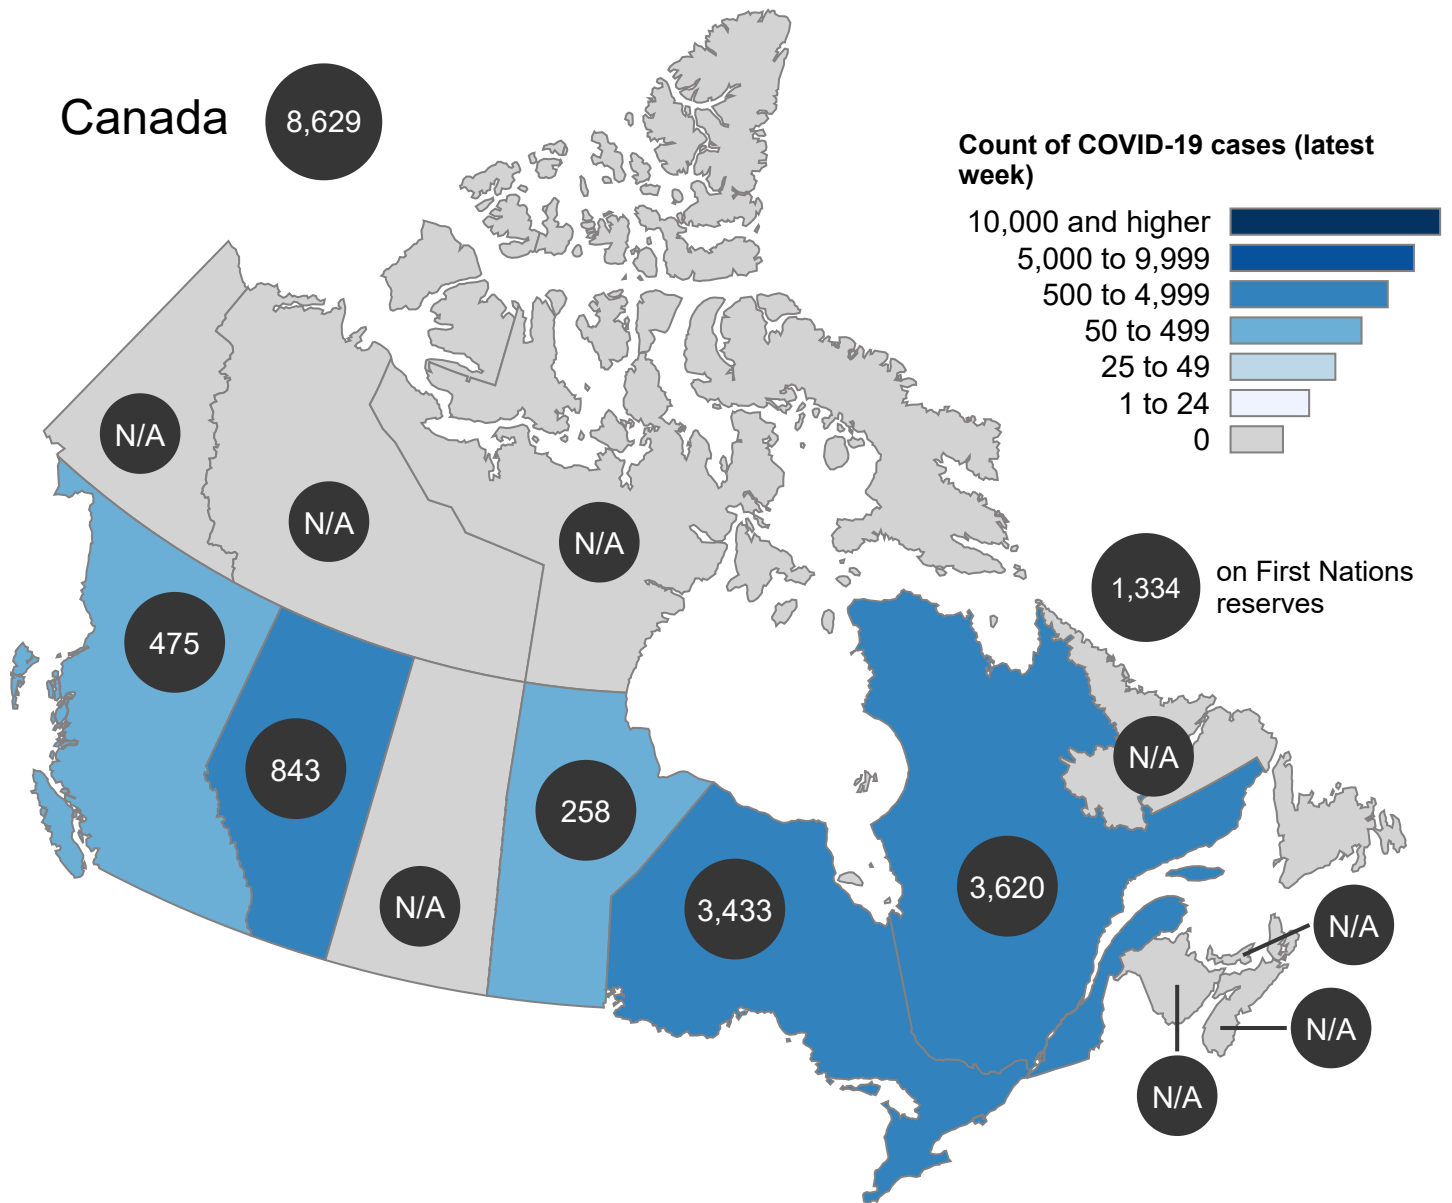 Canada
8,629
Count of COVID-19 cases (latest
week)
10,000 and higher
5,000 to 9,999
500 to 4,999
50 to 499
25 to 49
1 to 24
0
N/A
N/A
N/A
1,334
on First Nations
reserves
475
843
N/A
258
3,433
3,620
N/A
N/A
N/A
N/A